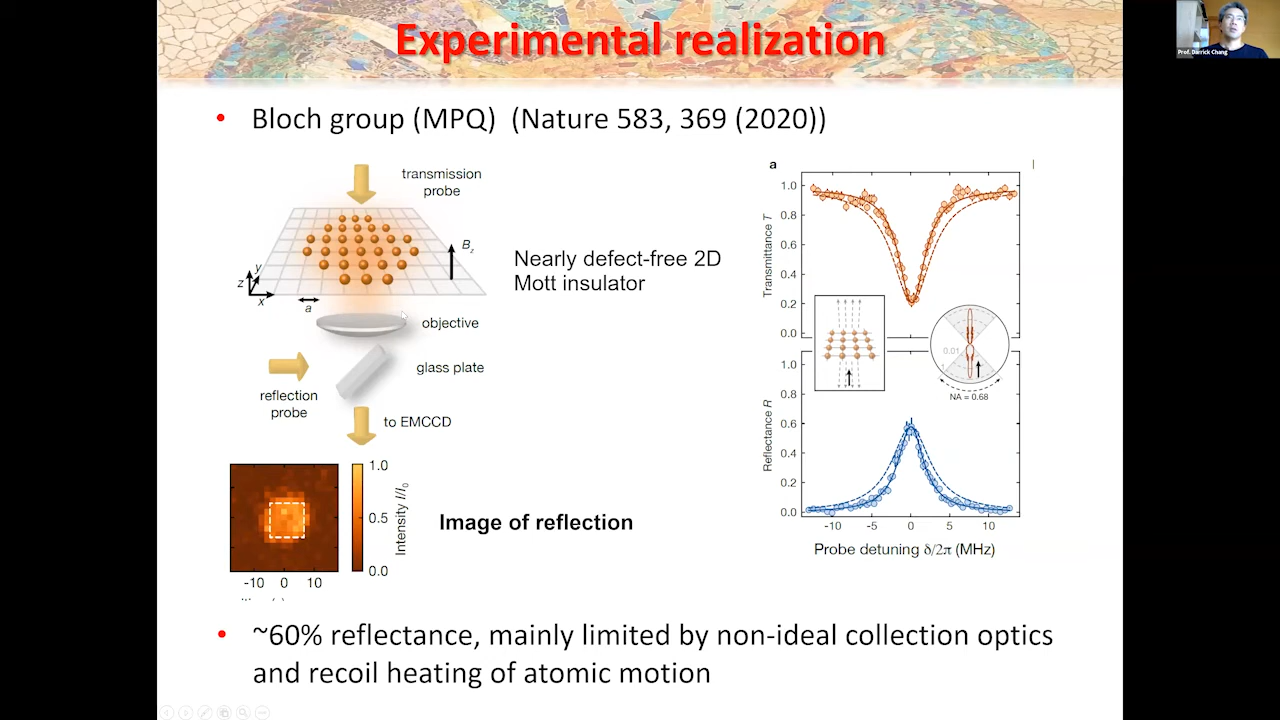 Experimental realization
Prof. Darrick Chang
• Bloch group (MPQ) (Nature 583, 369 (2020))
transmission
probe
B_z
z
y
x
a
objective
glass plate
reflection
probe
to EMCCD
Nearly defect-free 2D
Mott insulator
a
Transmittance T
1.0
0.8
0.6
0.4
0.2
0.0
0.01
1
NA = 0.68
Reflectance R
1.0
0.8
0.6
0.4
0.2
0.0
-10 -5 0 5 10
Probe detuning δ/2π (MHz)
1.0
0.5
0.0
Intensity I/I₀
-10 0 10
Image of reflection
• ~60% reflectance, mainly limited by non-ideal collection optics
and recoil heating of atomic motion